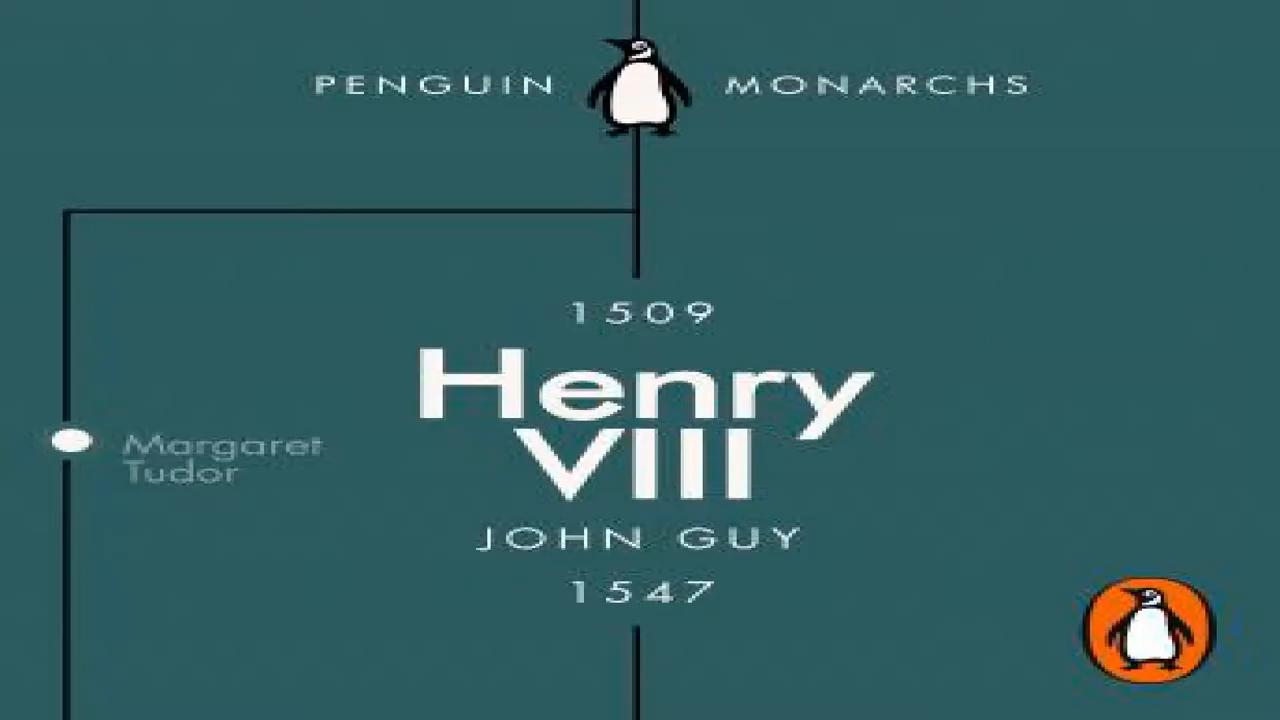 PENGUIN MONARCHS
1509
Henry
VIII
Margaret
Tudor
JOHN GUY
1547